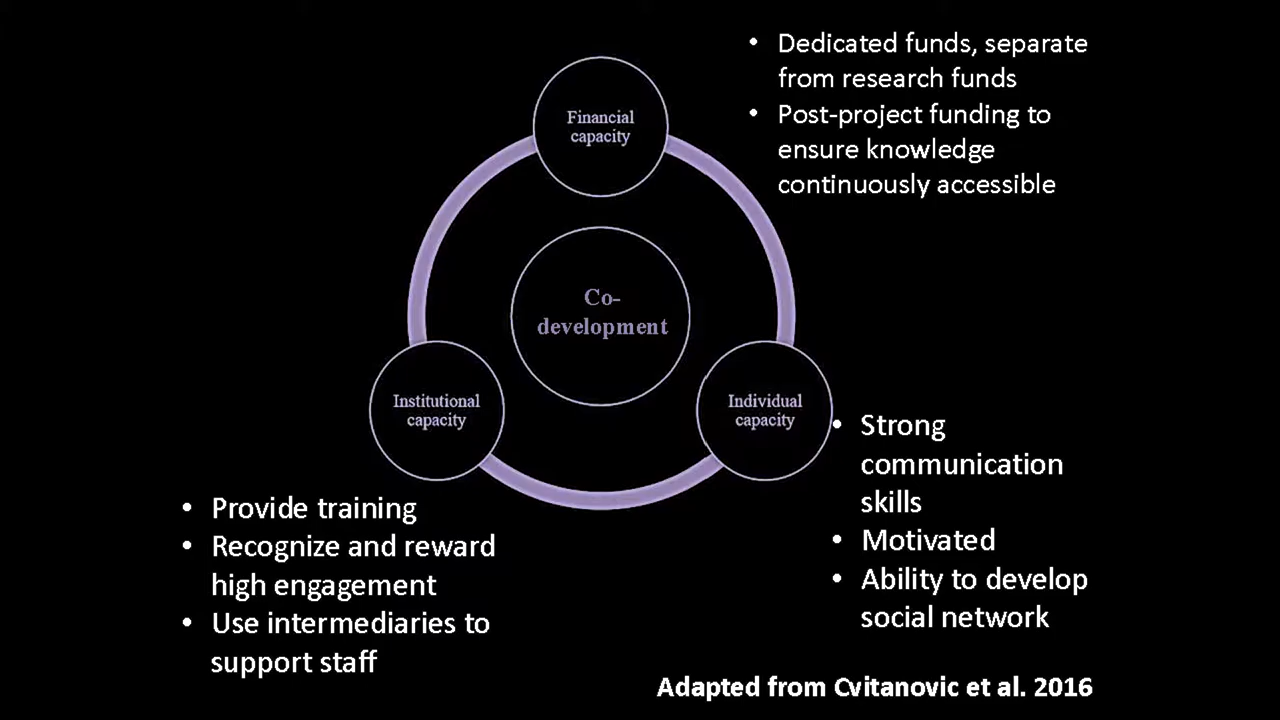 • Dedicated funds, separate
from research funds
• Post-project funding to
ensure knowledge
continuously accessible
Financial
capacity
Co-
development
Institutional
capacity
Individual
capacity
• Strong
communication
skills
• Motivated
• Ability to develop
social network
• Provide training
• Recognize and reward
high engagement
• Use intermediaries to
support staff
Adapted from Cvitanovic et al. 2016